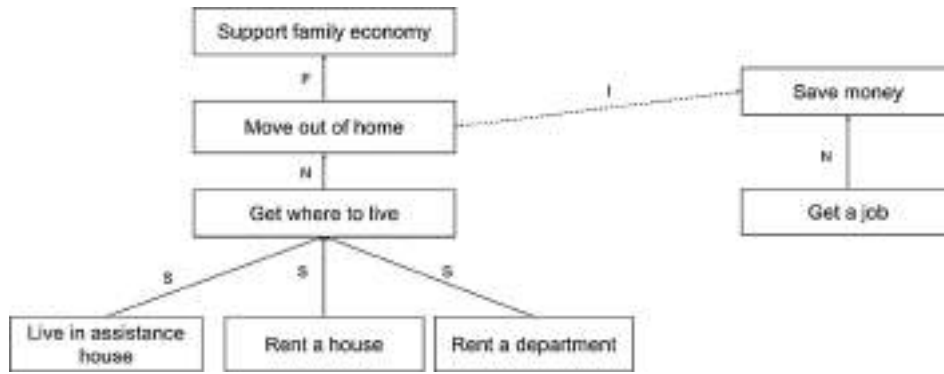 Support family economy
F
I
Save money
Move out of home
N
N
Get where to live
Get a job
S
S
S
Live in assistance
house
Rent a house
Rent a department